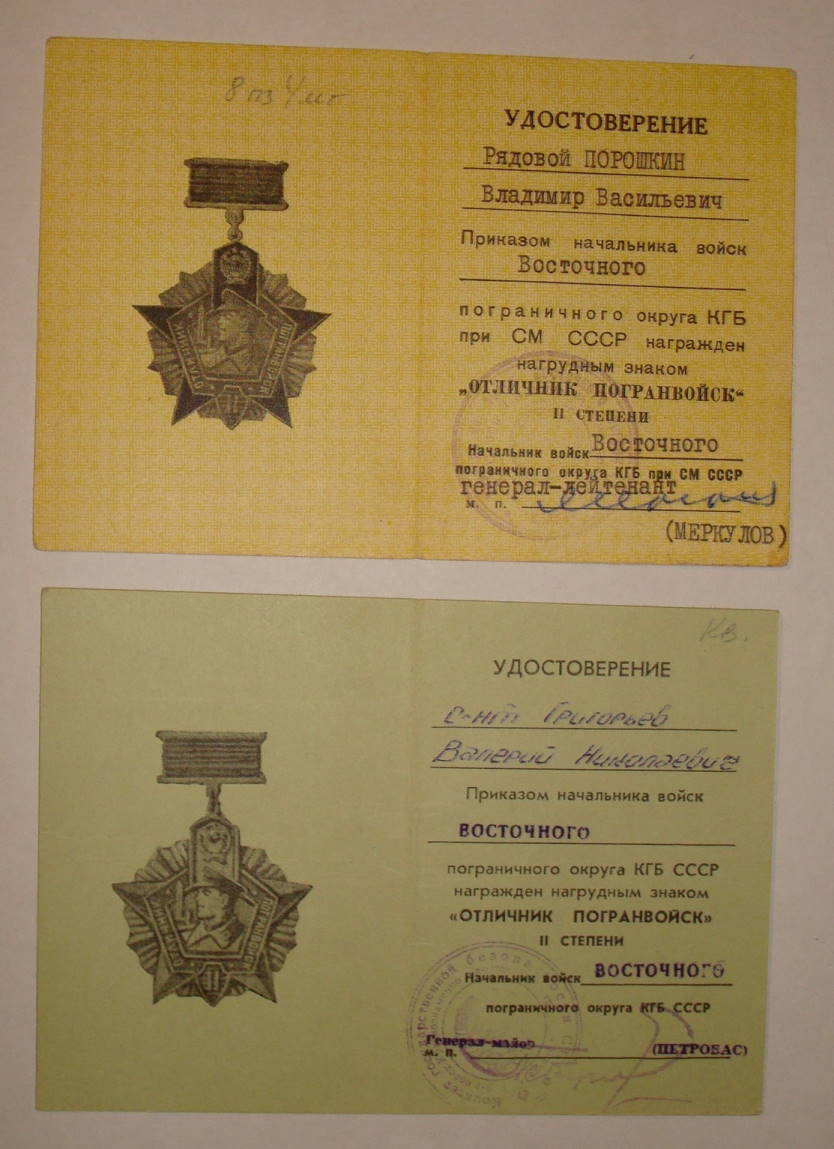 УДОСТОВЕРЕНИЕ
Рядовой ПОРОШКИН
Владимир Васильевич
Приказом начальника войск
Восточного
пограничного округа КГБ
при СМ СССР награжден
нагрудным знаком
„ОТЛИЧНИК ПОГРАНВОЙСК“
II СТЕПЕНИ
Начальник войск Восточного
пограничного округа КГБ при СМ СССР
генерал-лейтенант
м. п.
(МЕРКУЛОВ)
Кв.
УДОСТОВЕРЕНИЕ
с-нт Григорьев
Валерий Николаевич
Приказом начальника войск
ВОСТОЧНОГО
пограничного округа КГБ СССР
награжден нагрудным знаком
«ОТЛИЧНИК ПОГРАНВОЙСК»
II СТЕПЕНИ
Начальник войск ВОСТОЧНОГО
пограничного округа КГБ СССР
Генерал-майор (ПЕТРОВАС)
м. п.